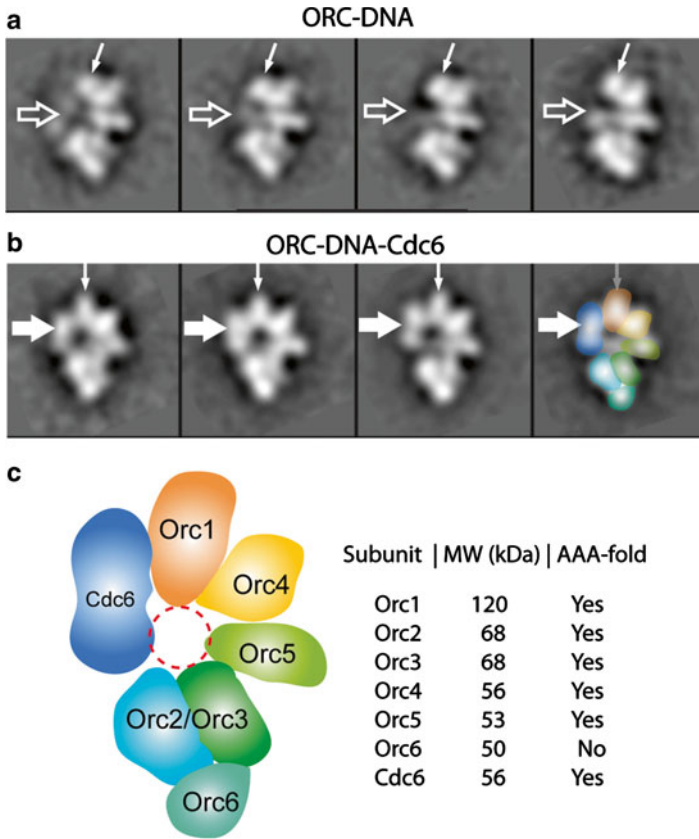 a
ORC-DNA
b
ORC-DNA-Cdc6
c
Orc1
Orc4
Cdc6
Orc5
Orc2/Orc3
Orc6
Subunit | MW (kDa) | AAA-fold
Orc1 120 Yes
Orc2 68 Yes
Orc3 68 Yes
Orc4 56 Yes
Orc5 53 Yes
Orc6 50 No
Cdc6 56 Yes